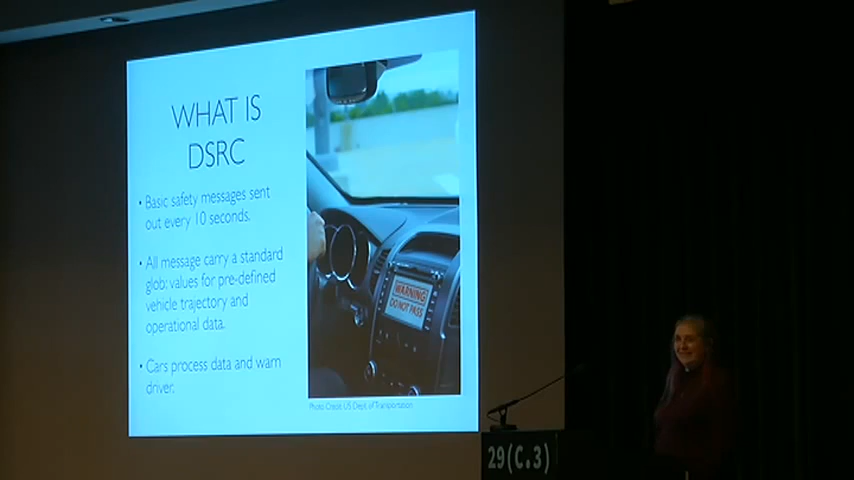 WHAT IS
DSRC
• Basic safety messages sent
out every 10 seconds.
• All message carry a standard
glob: values for pre-defined
vehicle trajectory and
operational data.
• Cars process data and warn
driver.
WARNING
DO NOT PASS
Photo Credit: US Dept. of Transportation
29(C.3)